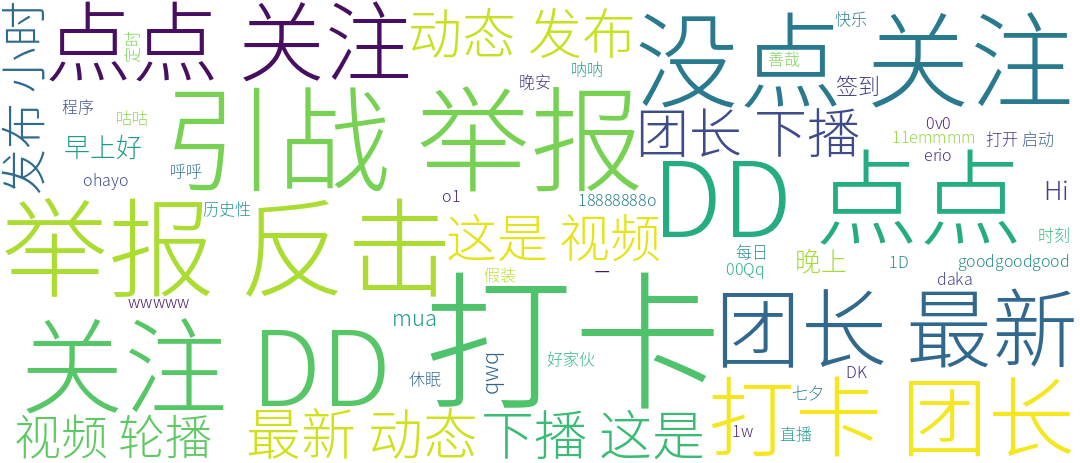 发布 小时
点点 关注
定时
动态 发布
没点 关注
快乐
善哉
签到
晚安
呐呐
程序
咕咕
早上好
呼呼
ohayo
引战 举报
团长 下播
0v0
11emmmm
打开 启动
erio
o1
18888888o
DD 点点
Hi
举报 反击
历史性
这是 视频
每日
00Qq
晚上
1D
时刻
goodgoodgood
daka
假装
一
wwwww
mua
打卡
团长 最新
关注 DD
休眠
qwq
好家伙
DK
七夕
打卡 团长
1w
直播
视频 轮播
最新 动态
下播 这是